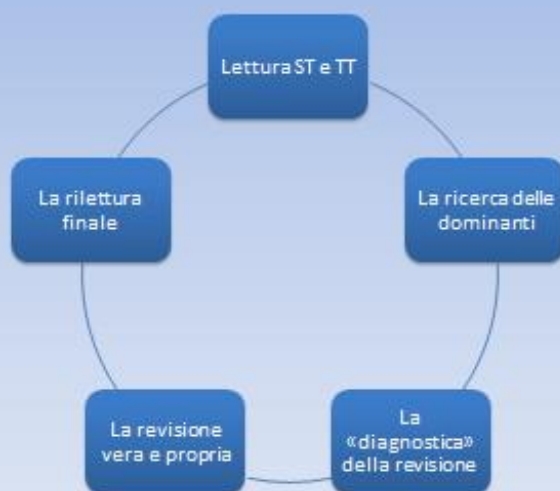 Lettura ST e TT
La ricerca delle
dominanti
La
«diagnostica»
della revisione
La revisione
vera e propria
La rilettura
finale